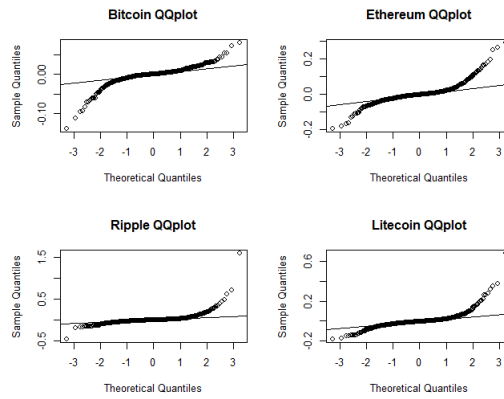 Bitcoin QQplot
Sample Quantiles
-0.10 0.00
-3 -2 -1 0 1 2 3
Theoretical Quantiles
Ethereum QQplot
Sample Quantiles
-0.2 0.0 0.2
-3 -2 -1 0 1 2 3
Theoretical Quantiles
Ripple QQplot
Sample Quantiles
-0.5 0.5 1.5
-3 -2 -1 0 1 2 3
Theoretical Quantiles
Litecoin QQplot
Sample Quantiles
-0.2 0.2 0.6
-3 -2 -1 0 1 2 3
Theoretical Quantiles